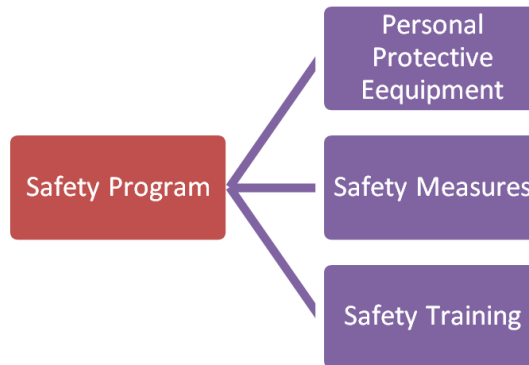 Personal
Protective
Eequipment
Safety Program
Safety Measures
Safety Training